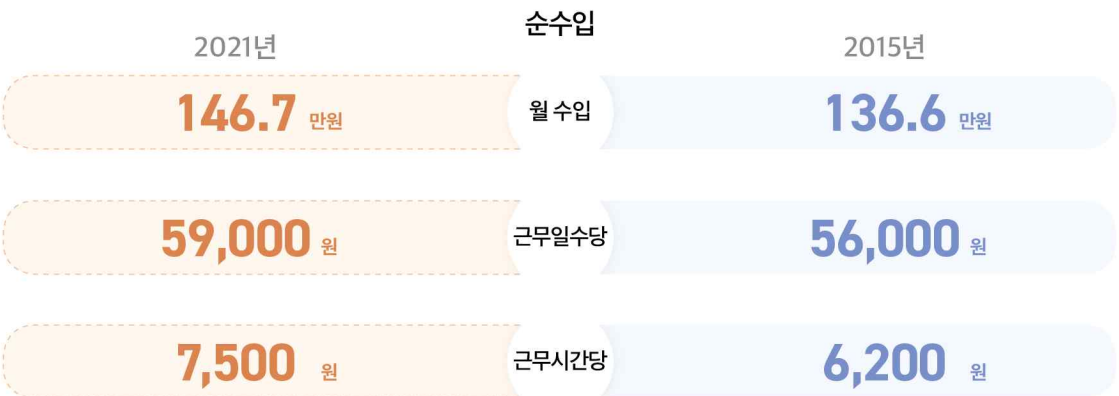 순수입
2021년 2015년
146.7 만원 월 수입 136.6 만원
59,000 원 근무일수당 56,000 원
7,500 원 근무시간당 6,200 원